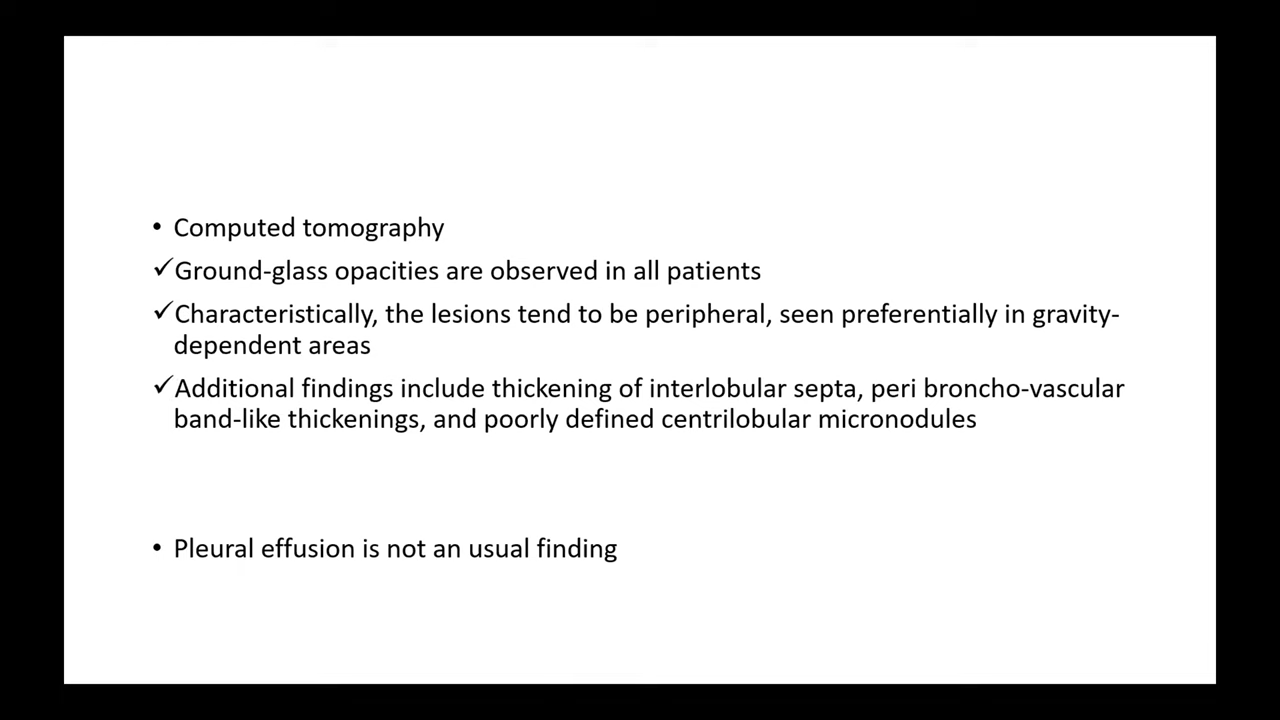 • Computed tomography
✓Ground-glass opacities are observed in all patients
✓Characteristically, the lesions tend to be peripheral, seen preferentially in gravity-
dependent areas
✓Additional findings include thickening of interlobular septa, peri broncho-vascular
band-like thickenings, and poorly defined centrilobular micronodules
• Pleural effusion is not an usual finding